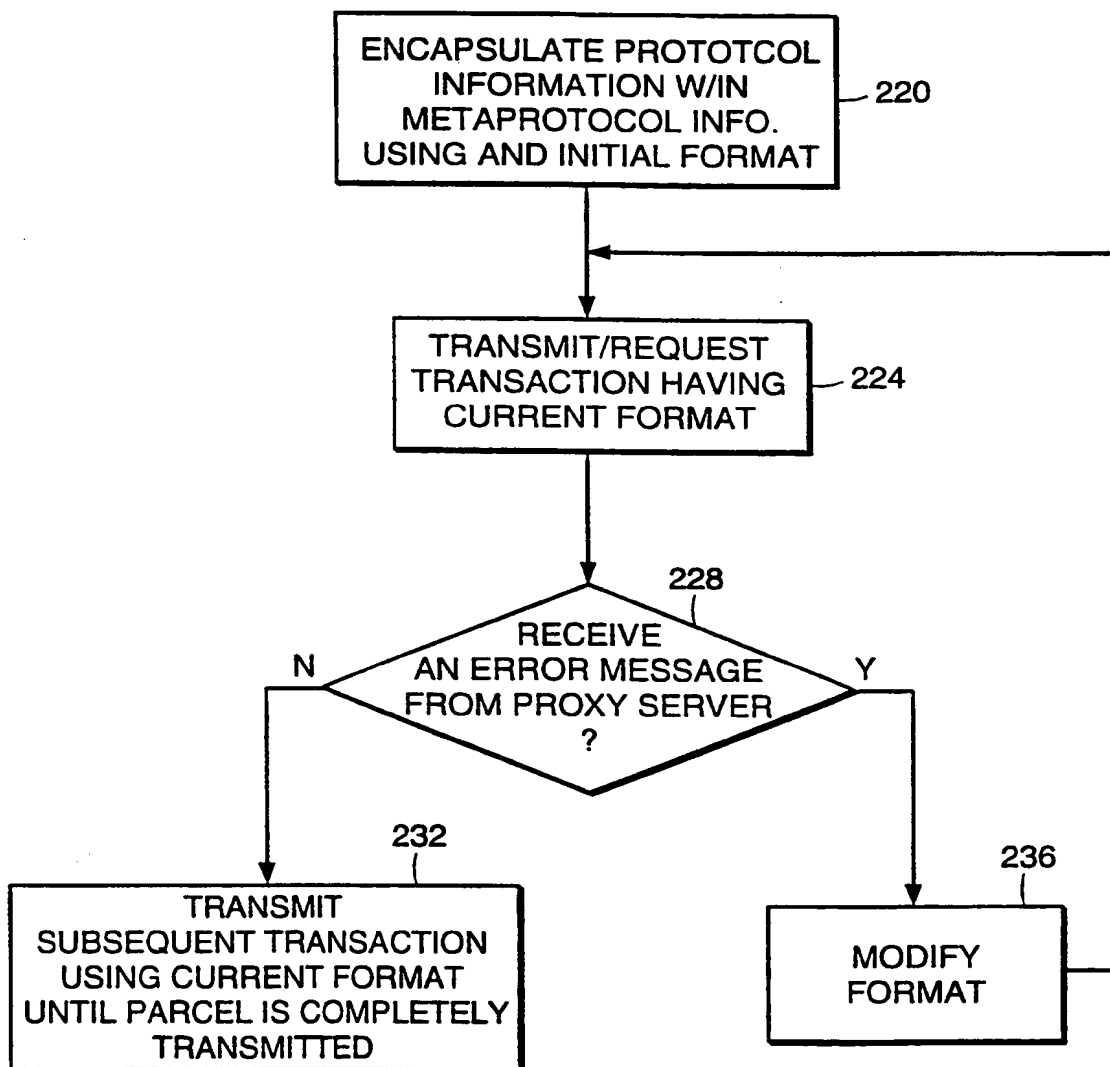 ENCAPSULATE PROTOTCOL
INFORMATION W/IN
METAPROTOCOL INFO.
USING AND INITIAL FORMAT
220
TRANSMIT/REQUEST
TRANSACTION HAVING
CURRENT FORMAT
224
228
RECEIVE
AN ERROR MESSAGE
FROM PROXY SERVER
?
N
Y
232
TRANSMIT
SUBSEQUENT TRANSACTION
USING CURRENT FORMAT
UNTIL PARCEL IS COMPLETELY
TRANSMITTED
236
MODIFY
FORMAT